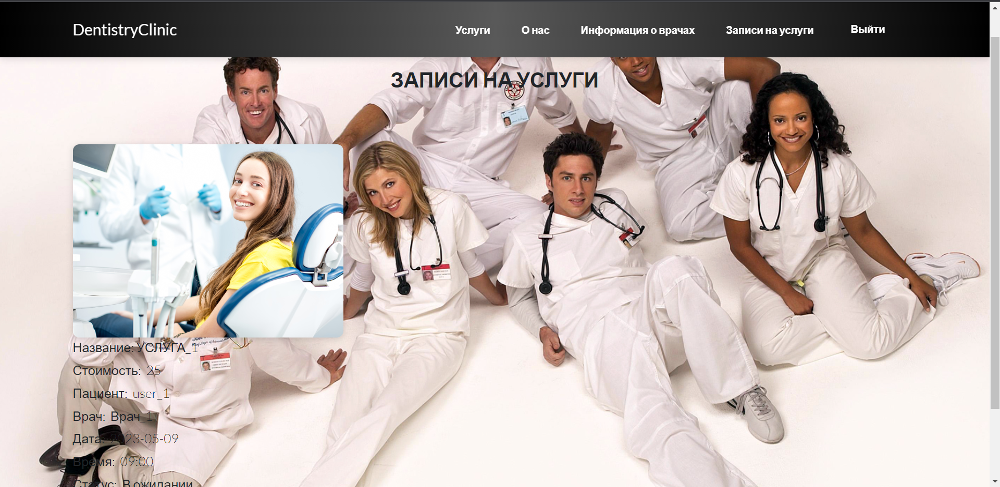 DentistryClinic
Услуги
О нас
Информация о врачах
Записи на услуги
Выйти
ЗАПИСИ НА УСЛУГИ
Название: УСЛУГА_1
Стоимость: 25
Пациент: user_1
Врач: Врач_1
Дата: 2023-05-09
Время: 09:00
Статус: В ожидании